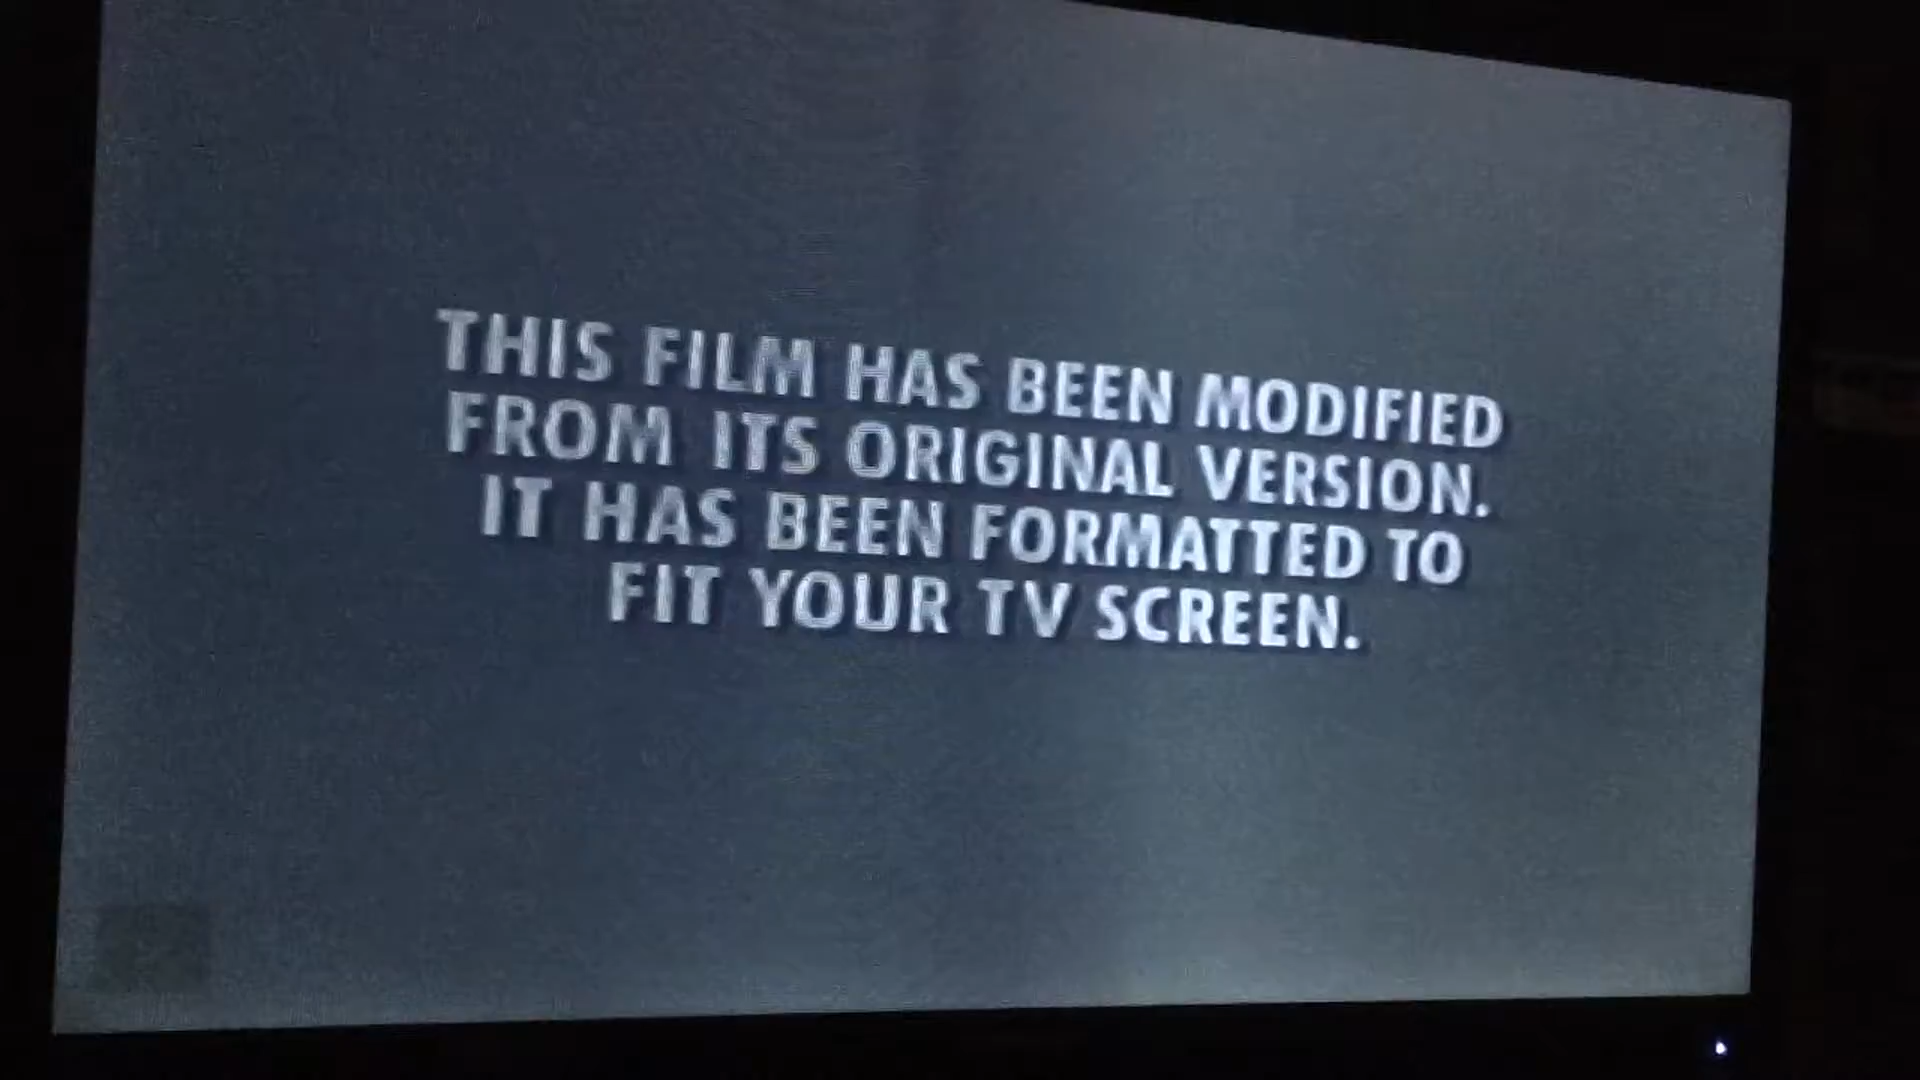 THIS FILM HAS BEEN MODIFIED
FROM ITS ORIGINAL VERSION.
IT HAS BEEN FORMATTED TO
FIT YOUR TV SCREEN.